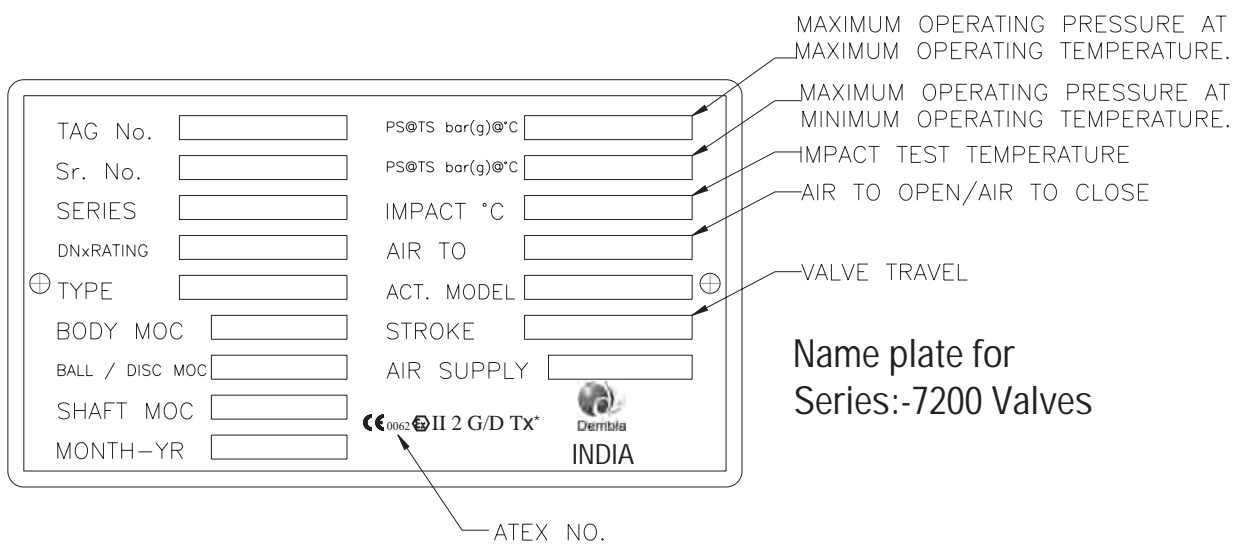 MAXIMUM OPERATING PRESSURE AT
MAXIMUM OPERATING TEMPERATURE.
MAXIMUM OPERATING PRESSURE AT
MINIMUM OPERATING TEMPERATURE.
IMPACT TEST TEMPERATURE
AIR TO OPEN/AIR TO CLOSE
VALVE TRAVEL
TAG No.
Sr. No.
SERIES
DNxRATING
TYPE
BODY MOC
BALL / DISC MOC
SHAFT MOC
MONTH-YR
PS@TS bar(g)@°C
PS@TS bar(g)@°C
IMPACT °C
AIR TO
ACT. MODEL
STROKE
AIR SUPPLY
CE 0062 Ex II 2 G/D Tx*
Dembla
INDIA
ATEX NO.
Name plate for
Series:-7200 Valves